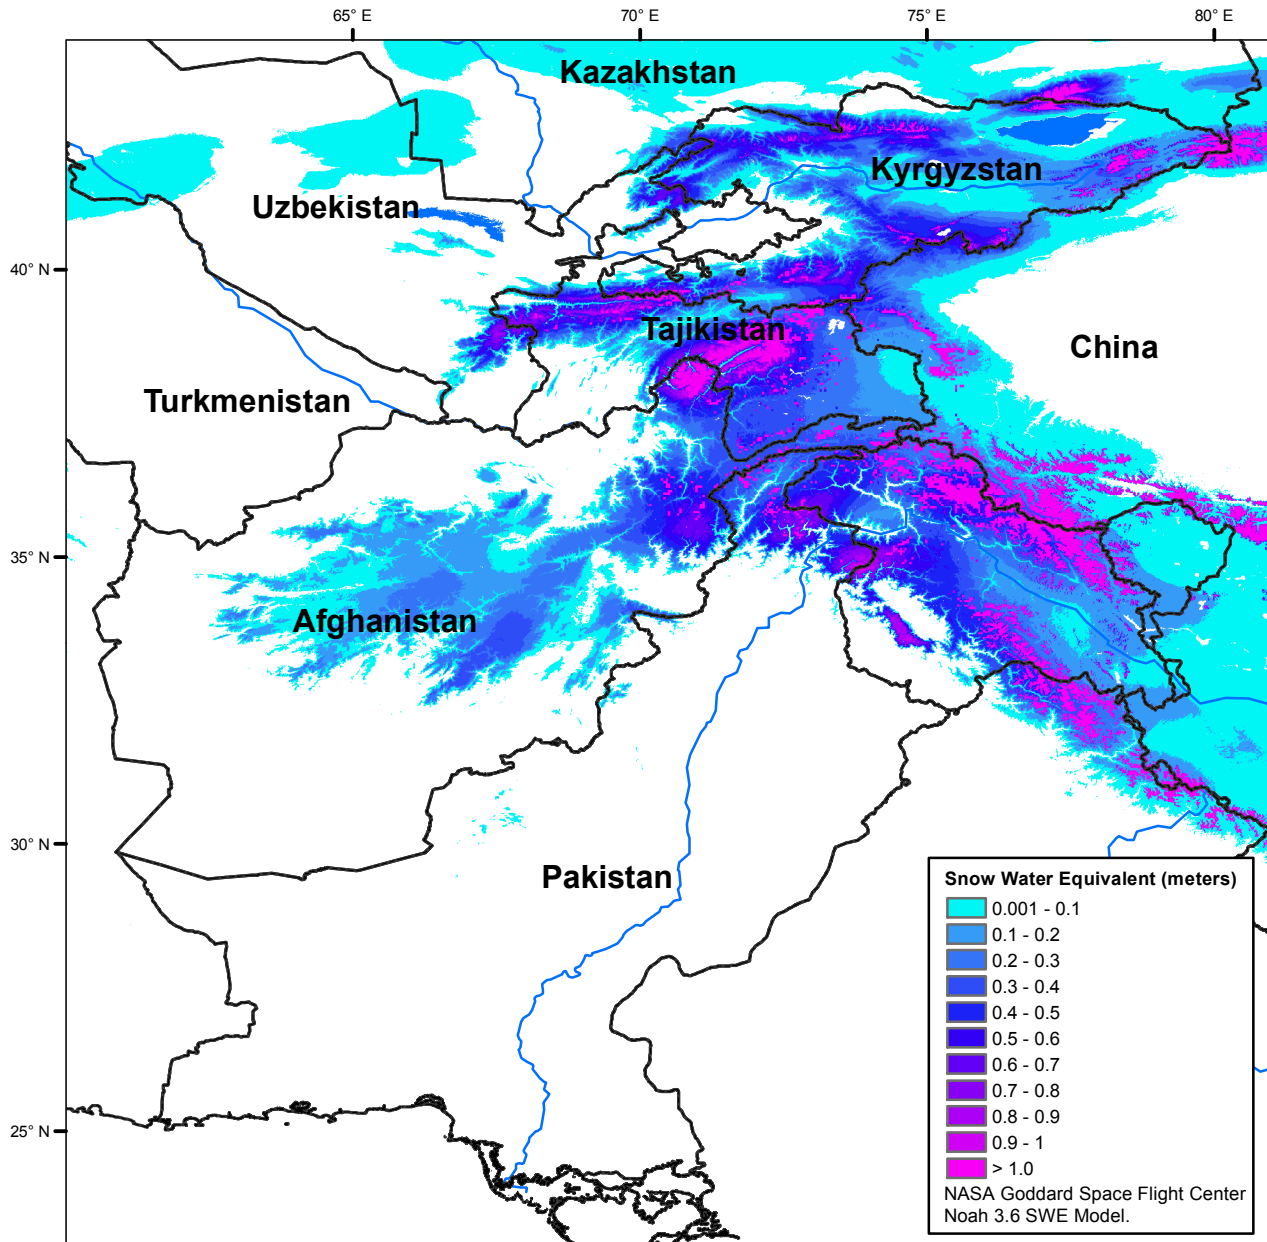 65° E
70° E
75° E
80° E
Kazakhstan
Kyrgyzstan
Uzbekistan
40° N
Tajikistan
China
Turkmenistan
35° N
Afghanistan
30° N
Pakistan
25° N
Snow Water Equivalent (meters)
0.001 - 0.1
0.1 - 0.2
0.2 - 0.3
0.3 - 0.4
0.4 - 0.5
0.5 - 0.6
0.6 - 0.7
0.7 - 0.8
0.8 - 0.9
0.9 - 1
> 1.0
NASA Goddard Space Flight Center
Noah 3.6 SWE Model.